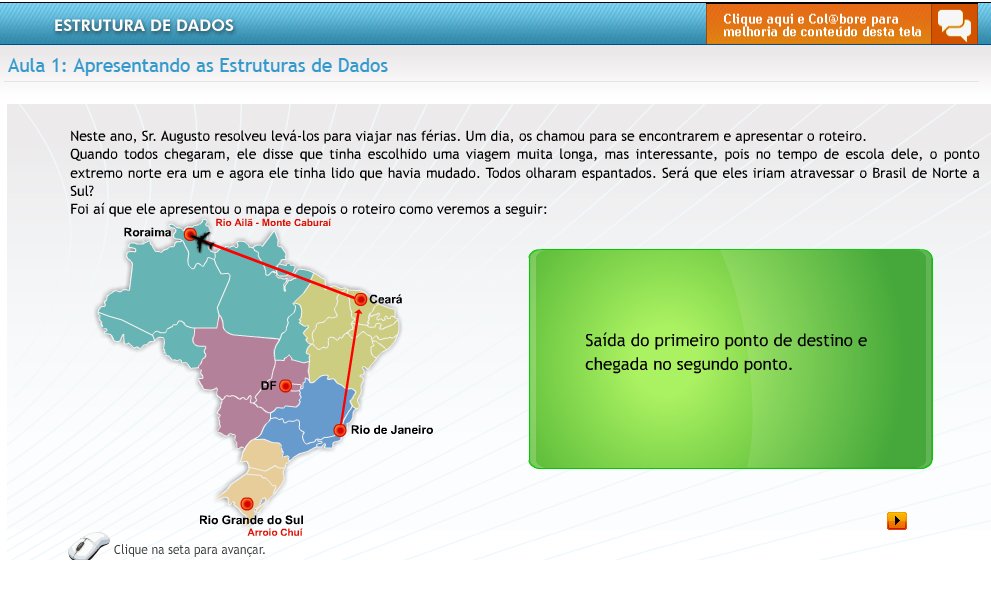 ESTRUTURA DE DADOS
Clique aqui e Col@bore para
melhoria de conteúdo desta tela
Aula 1: Apresentando as Estruturas de Dados
Neste ano, Sr. Augusto resolveu levá-los para viajar nas férias. Um dia, os chamou para se encontrarem e apresentar o roteiro.
Quando todos chegaram, ele disse que tinha escolhido uma viagem muita longa, mas interessante, pois no tempo de escola dele, o ponto
extremo norte era um e agora ele tinha lido que havia mudado. Todos olharam espantados. Será que eles iriam atravessar o Brasil de Norte a
Sul?
Foi aí que ele apresentou o mapa e depois o roteiro como veremos a seguir:
Rio Ailã - Monte Caburaí
Roraima
Ceará
DF
Rio de Janeiro
Rio Grande do Sul
Arroio Chuí
Saída do primeiro ponto de destino e
chegada no segundo ponto.
Clique na seta para avançar.